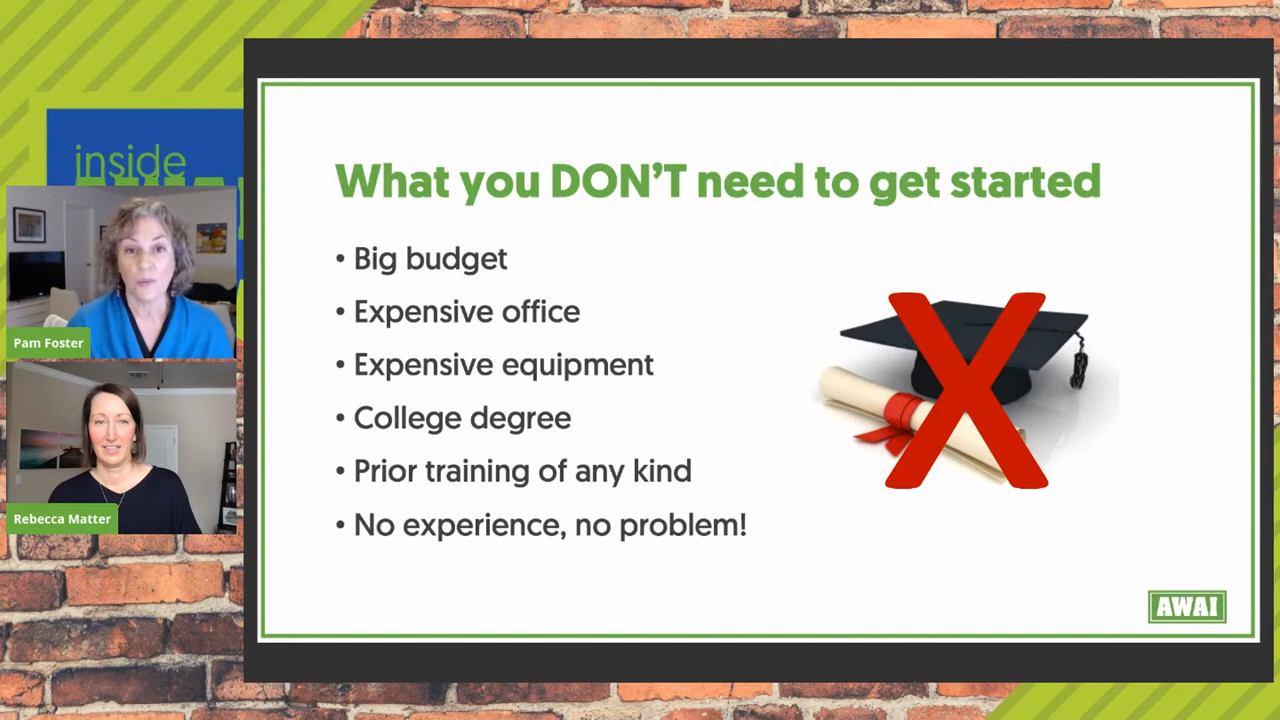 inside
Pam Foster
Rebecca Matter
What you DON'T need to get started
• Big budget
• Expensive office
• Expensive equipment
• College degree
• Prior training of any kind
• No experience, no problem!
AWAI